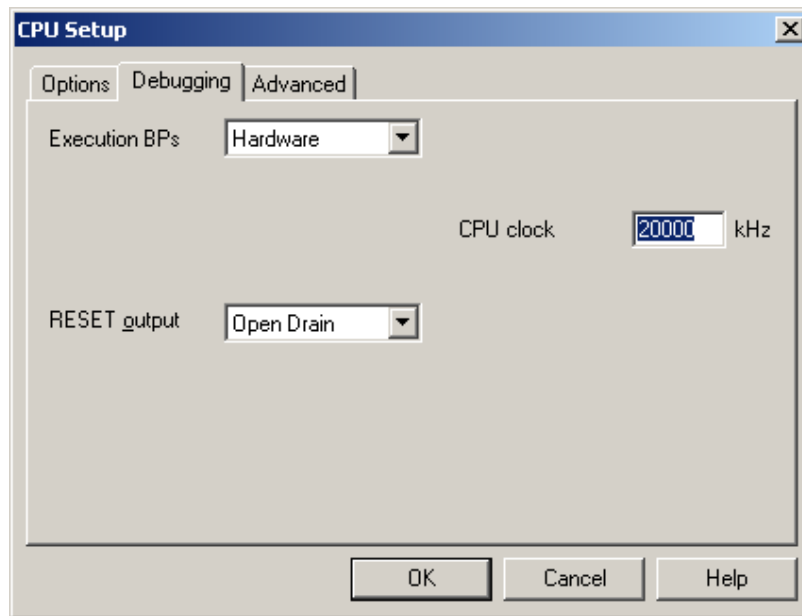 CPU Setup
Options Debugging Advanced
Execution BPs Hardware
CPU clock 20000 kHz
RESET output Open Drain
OK Cancel Help